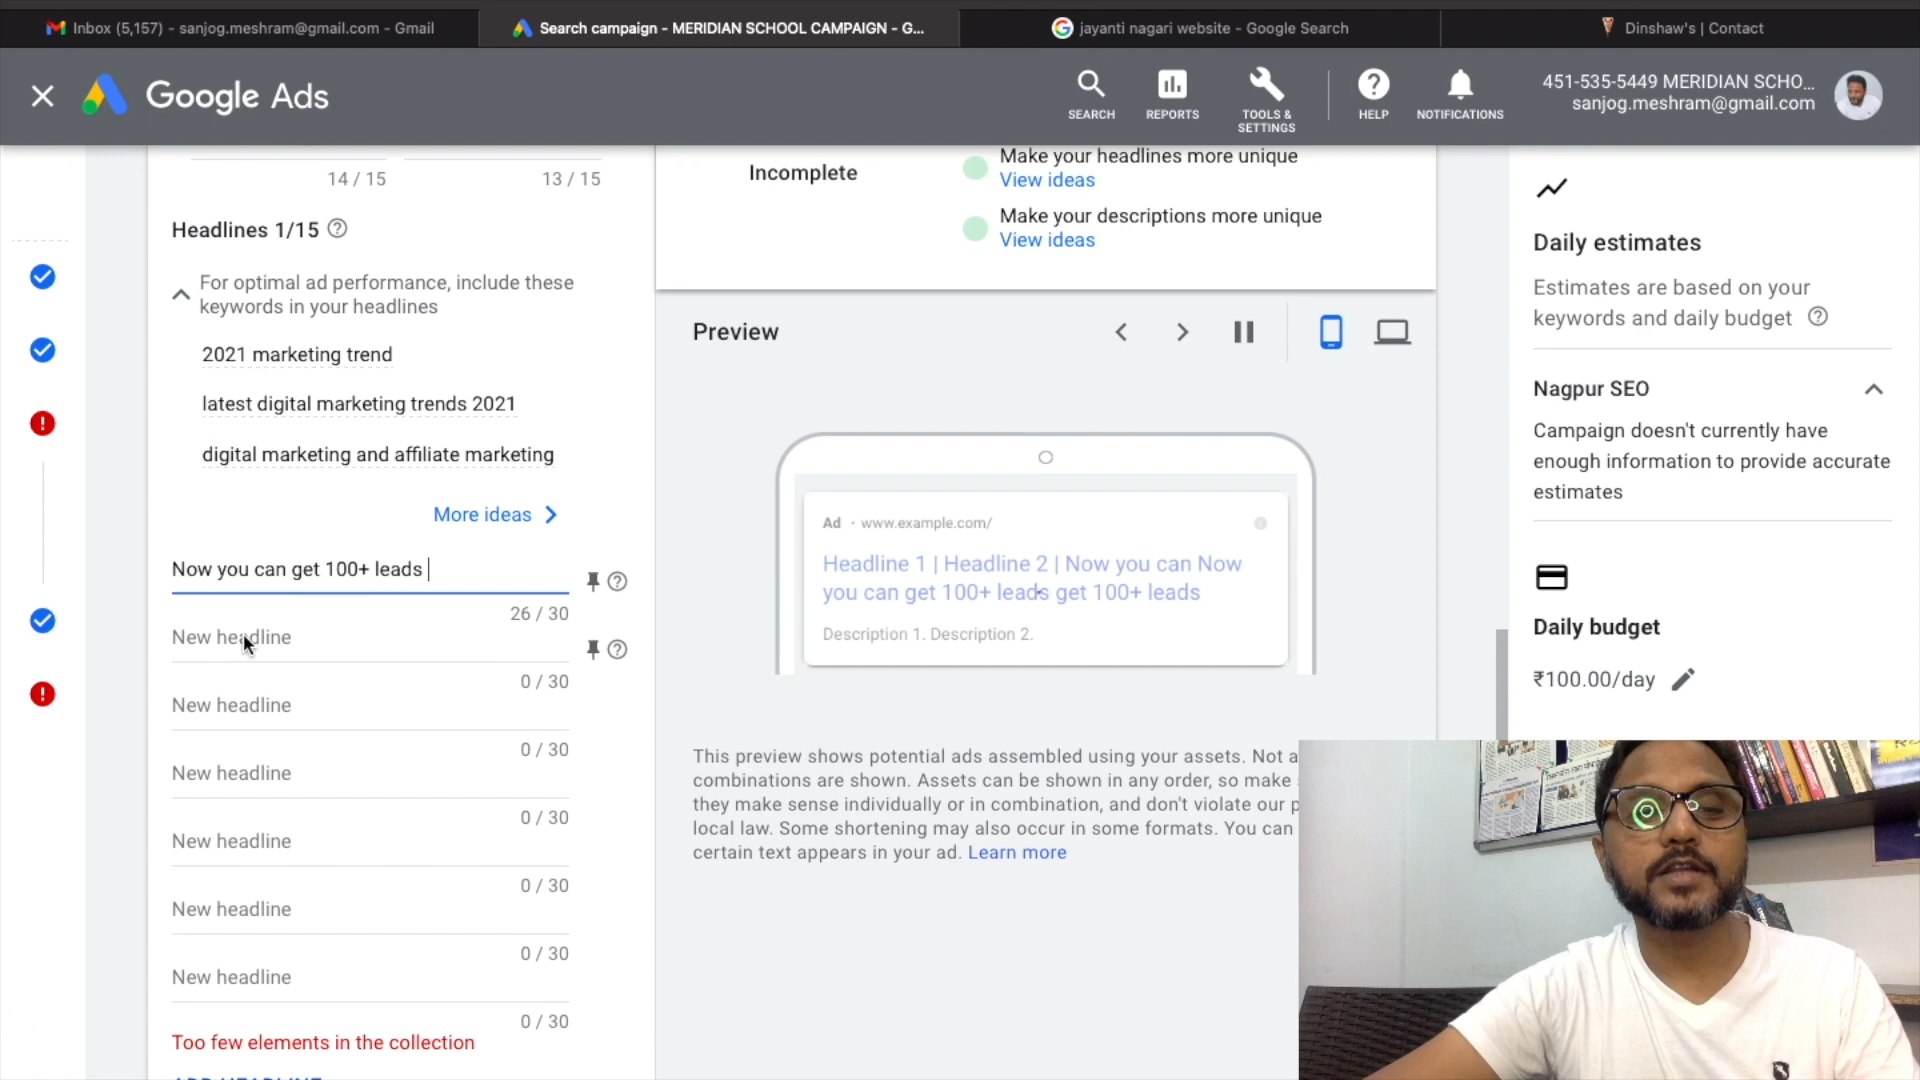 Inbox (5,157) - sanjog.meshram@gmail.com - Gmail
Search campaign - MERIDIAN SCHOOL CAMPAIGN - G...
jayanti nagari website - Google Search
Dinshaw's | Contact
Google Ads
SEARCH
REPORTS
TOOLS &
SETTINGS
HELP
NOTIFICATIONS
451-535-5449 MERIDIAN SCHO...
sanjog.meshram@gmail.com
14 / 15
13 / 15
Headlines 1/15
For optimal ad performance, include these
keywords in your headlines
2021 marketing trend
latest digital marketing trends 2021
digital marketing and affiliate marketing
More ideas
Now you can get 100+ leads
26 / 30
New headline
0 / 30
New headline
0 / 30
New headline
0 / 30
New headline
0 / 30
New headline
0 / 30
New headline
0 / 30
Too few elements in the collection
ADD HEADLINE
Incomplete
Make your headlines more unique
View ideas
Make your descriptions more unique
View ideas
Preview
Ad · www.example.com/
Headline 1 | Headline 2 | Now you can Now
you can get 100+ leads get 100+ leads
Description 1. Description 2.
This preview shows potential ads assembled using your assets. Not a
combinations are shown. Assets can be shown in any order, so make
they make sense individually or in combination, and don't violate our p
local law. Some shortening may also occur in some formats. You can
certain text appears in your ad. Learn more
Daily estimates
Estimates are based on your
keywords and daily budget
Nagpur SEO
Campaign doesn't currently have
enough information to provide accurate
estimates
Daily budget
₹100.00/day